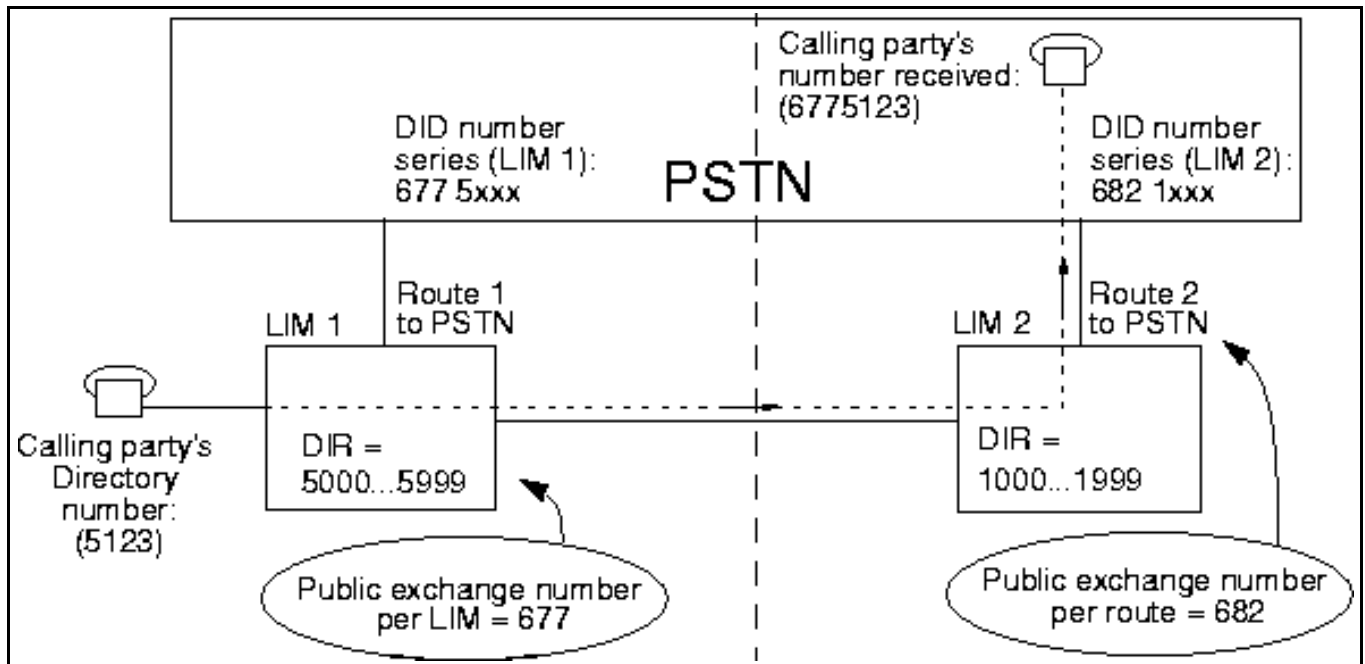 Calling party's
number received:
(6775123)
DID number
series (LIM 1):
677 5xxx
PSTN
DID number
series (LIM 2):
682 1xxx
LIM 1
Route 1
to PSTN
LIM 2
Route 2
to PSTN
Calling party's
Directory
number:
(5123)
DIR =
5000...5999
DIR =
1000...1999
Public exchange number
per LIM = 677
Public exchange number
per route = 682